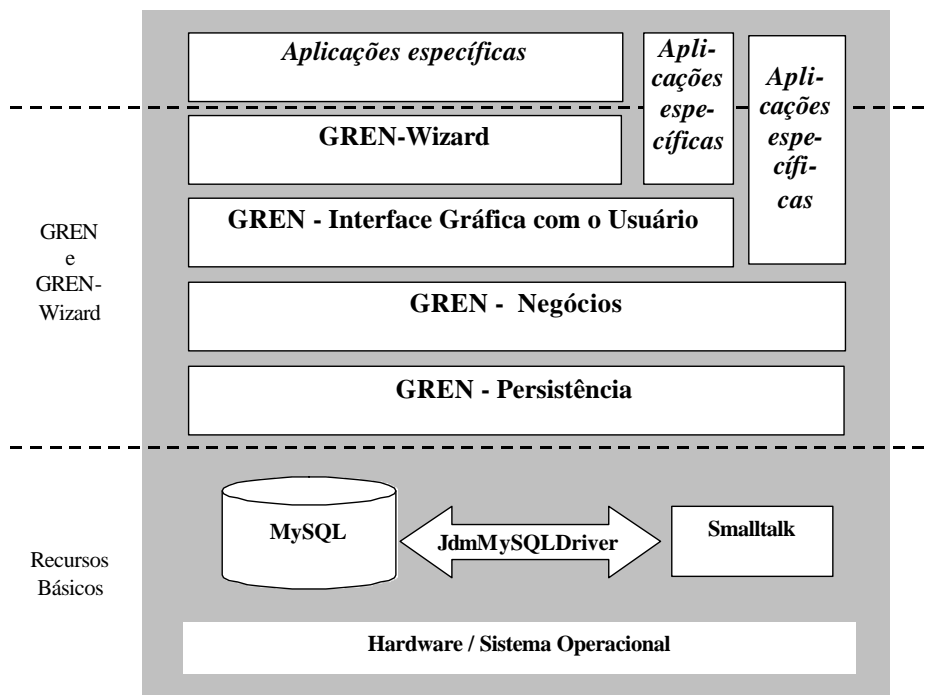 Aplicações específicas
Apli-
cações
espe-
cíficas
Apli-
cações
espe-
cífi-
cas
GREN-Wizard
GREN - Interface Gráfica com o Usuário
GREN
e
GREN-
Wizard
GREN - Negócios
GREN - Persistência
MySQL
JdmMySQLDriver
Smalltalk
Recursos
Básicos
Hardware / Sistema Operacional